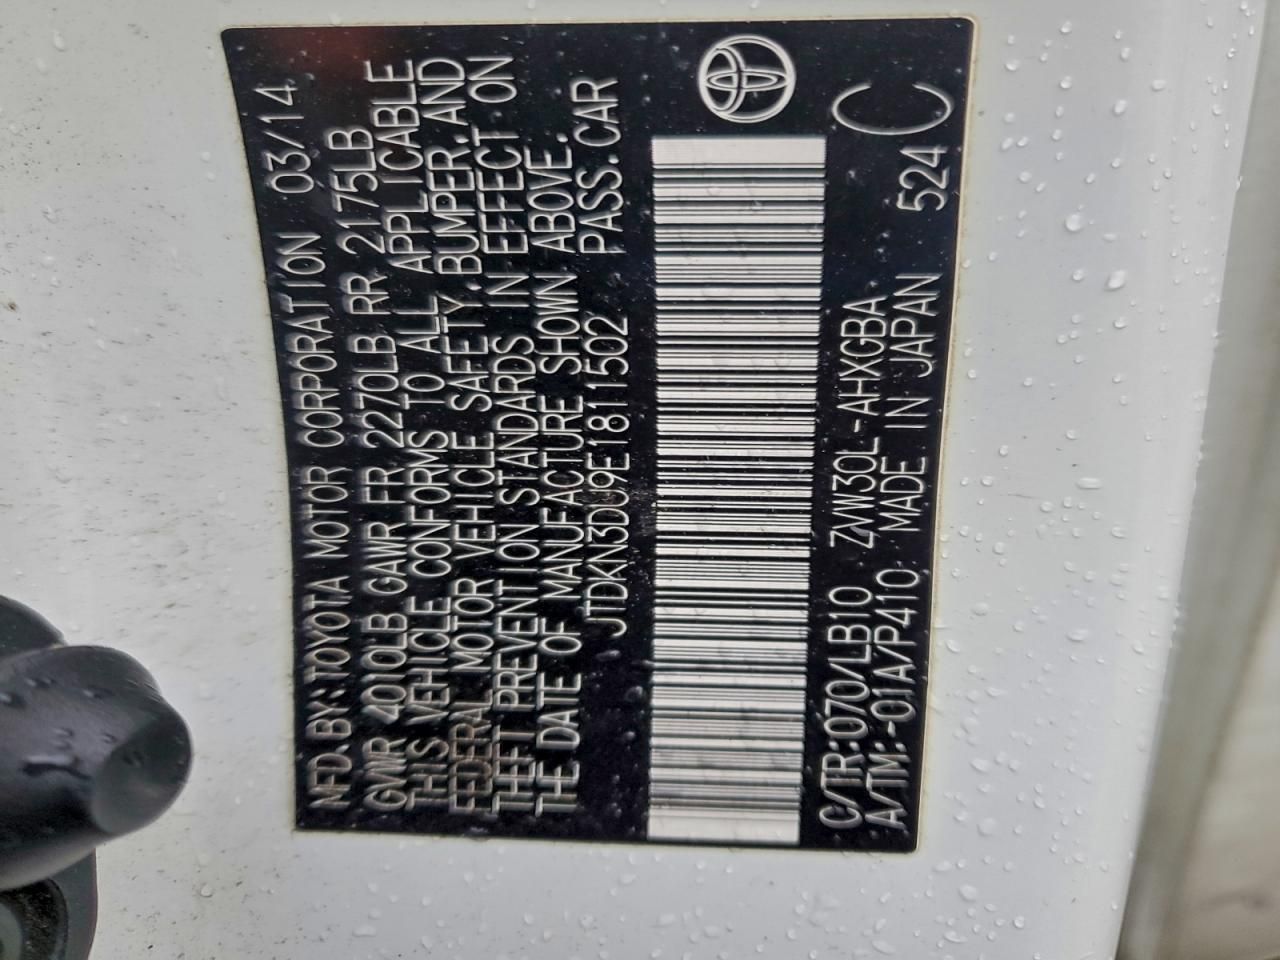 MFD.BY:TOYOTA MOTOR CORPORATION 03/14
GVWR 4010LB GAWR FR 2270LB RR 2175LB
THIS VEHICLE CONFORMS TO ALL APPLICABLE
FEDERAL MOTOR VEHICLE SAFETY,BUMPER,AND
THEFT PREVENTION STANDARDS IN EFFECT ON
THE DATE OF MANUFACTURE SHOWN ABOVE.
JTDKN3DU9E1811502 PASS.CAR
C/TR:070/LB10 ZVW30L-AHXGBA
A/TM:-01A/P410 MADE IN JAPAN 524 C